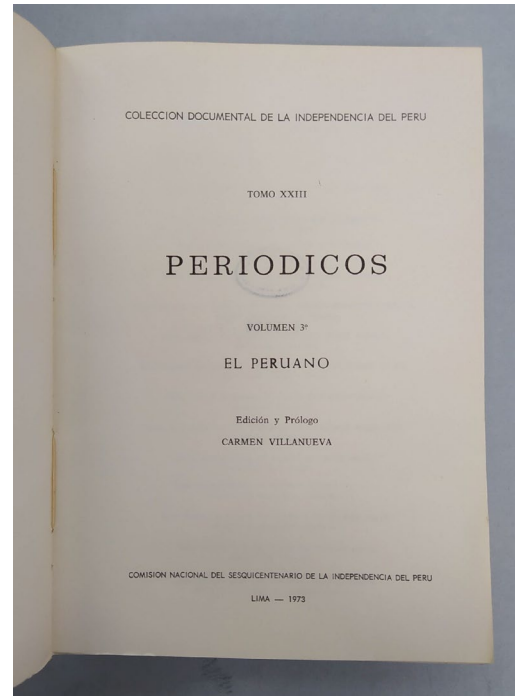 COLECCION DOCUMENTAL DE LA INDEPENDENCIA DEL PERU
TOMO XXIII
PERIODICOS
VOLUMEN 3º
EL PERUANO
Edición y Prólogo
CARMEN VILLANUEVA
COMISION NACIONAL DEL SESQUICENTENARIO DE LA INDEPENDENCIA DEL PERU
LIMA — 1973